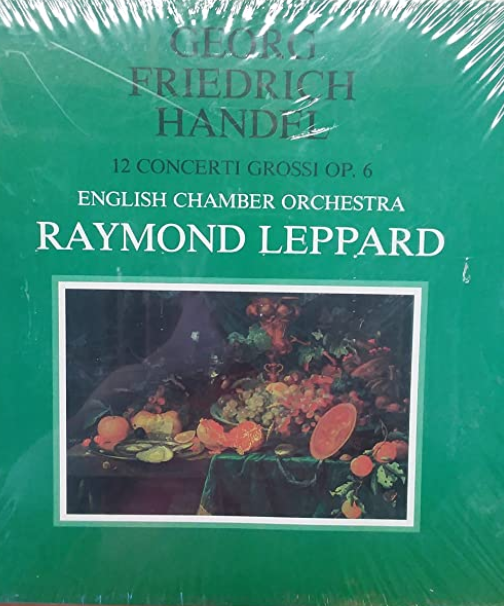 GEORG
FRIEDRICH
HANDEL
12 CONCERTI GROSSI OP. 6
ENGLISH CHAMBER ORCHESTRA
RAYMOND LEPPARD